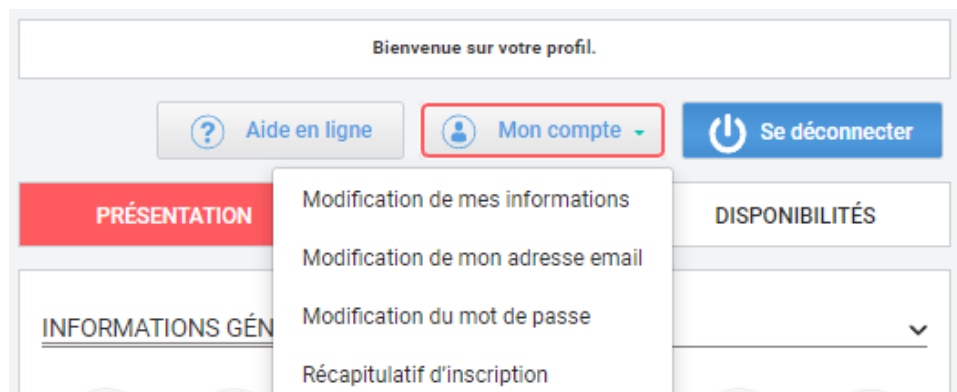 Bienvenue sur votre profil.
Aide en ligne
Mon compte
Se déconnecter
PRÉSENTATION
DISPONIBILITÉS
Modification de mes informations
Modification de mon adresse email
Modification du mot de passe
Récapitulatif d'inscription
INFORMATIONS GÉN